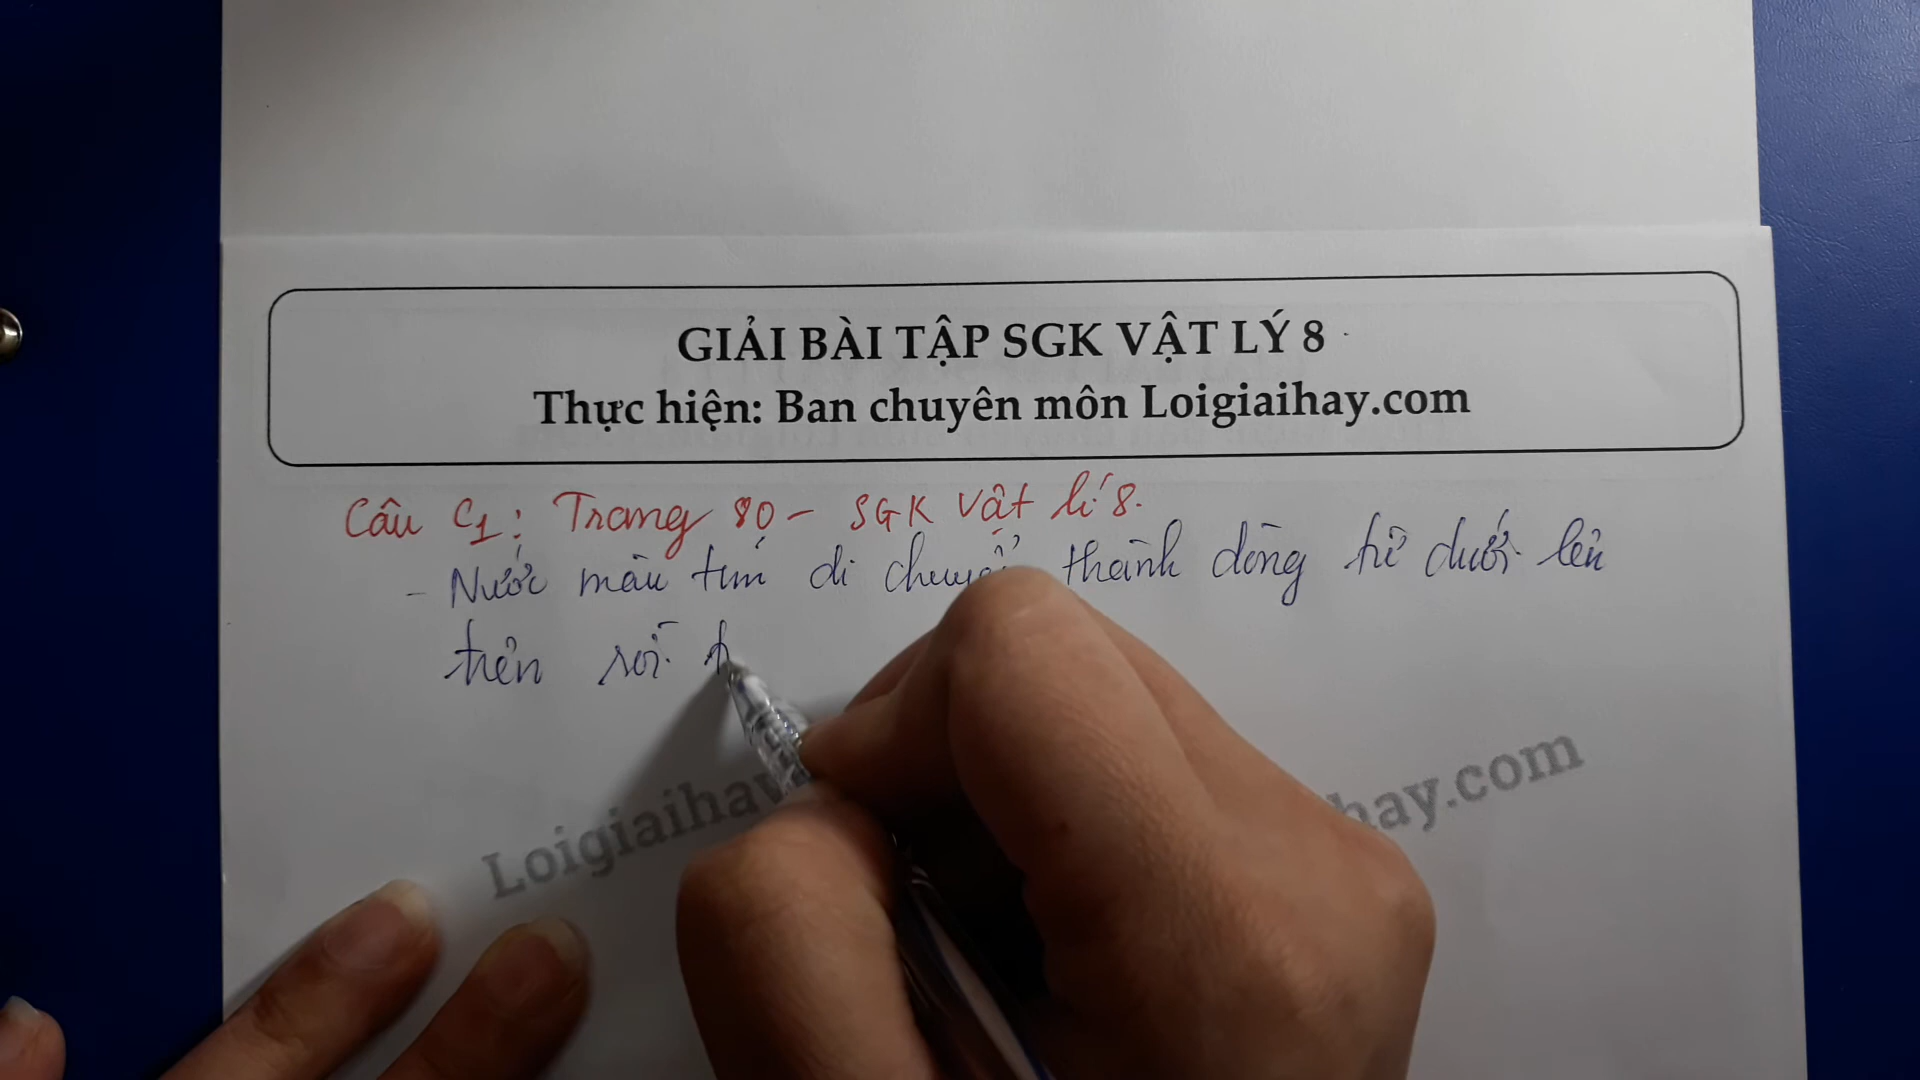 GIẢI BÀI TẬP SGK VẬT LÝ 8
Thực hiện: Ban chuyên môn Loigiaihay.com
Câu C1: Trang 80 - SGK Vật lí 8.
- Nước màu tím di chuyển thành dòng từ dưới lên
trên rồi t
Loigiaihay
hay.com